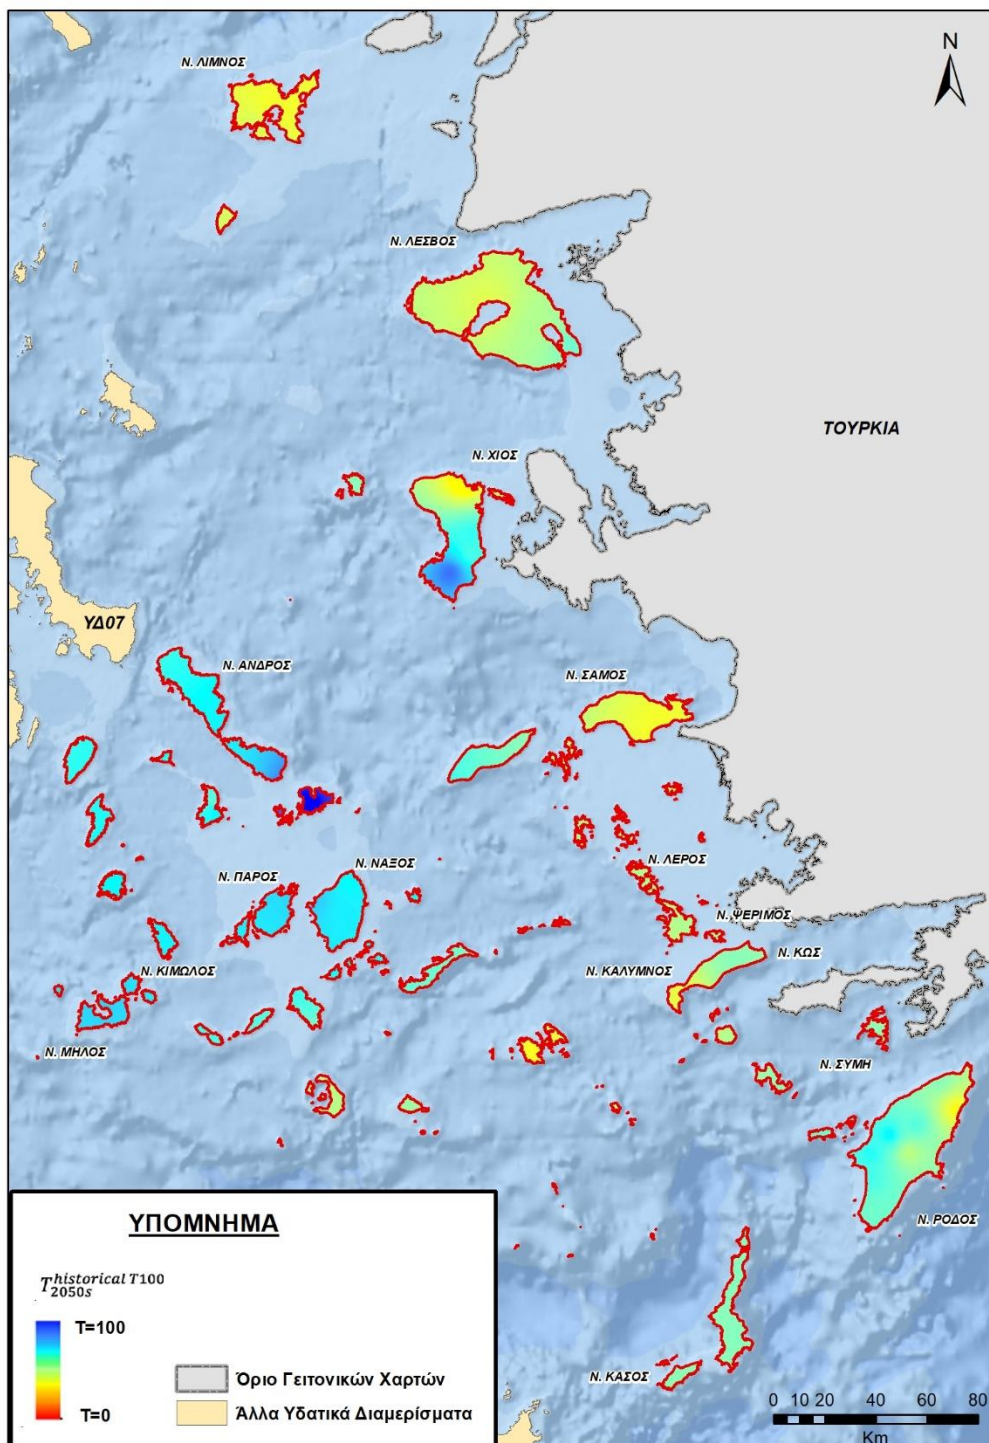 N
Ν. ΛΙΜΝΟΣ
Ν. ΛΕΣΒΟΣ
ΤΟΥΡΚΙΑ
Ν. ΧΙΟΣ
ΥΔ07
Ν. ΑΝΔΡΟΣ
Ν. ΣΑΜΟΣ
Ν. ΛΕΡΟΣ
Ν. ΝΑΞΟΣ
Ν. ΠΑΡΟΣ
Ν. ΨΕΡΙΜΟΣ
Ν. ΚΩΣ
Ν. ΚΙΜΩΛΟΣ
Ν. ΚΑΛΥΜΝΟΣ
Ν. ΜΗΛΟΣ
Ν. ΣΥΜΗ
Ν. ΡΟΔΟΣ
Ν. ΚΑΣΟΣ
ΥΠΟΜΝΗΜΑ
T historical T100 2050s
T=100
T=0
Όριο Γειτονικών Χαρτών
Άλλα Υδατικά Διαμερίσματα
0 10 20 40 60 80
Km